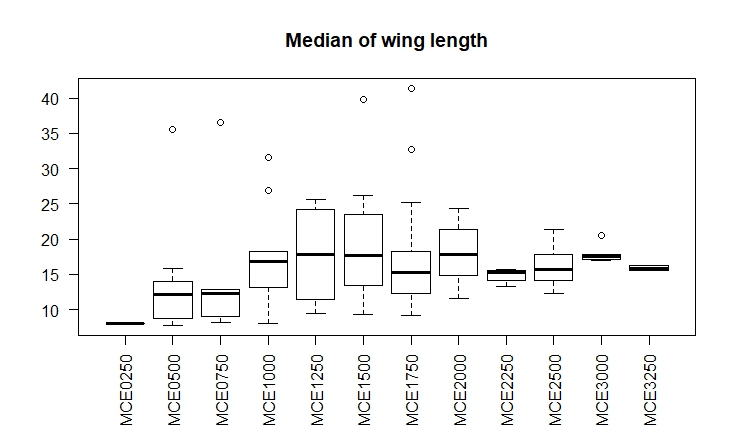 Median of wing length
40
35
30
25
20
15
10
MCE0250
MCE0500
MCE0750
MCE1000
MCE1250
MCE1500
MCE1750
MCE2000
MCE2250
MCE2500
MCE3000
MCE3250